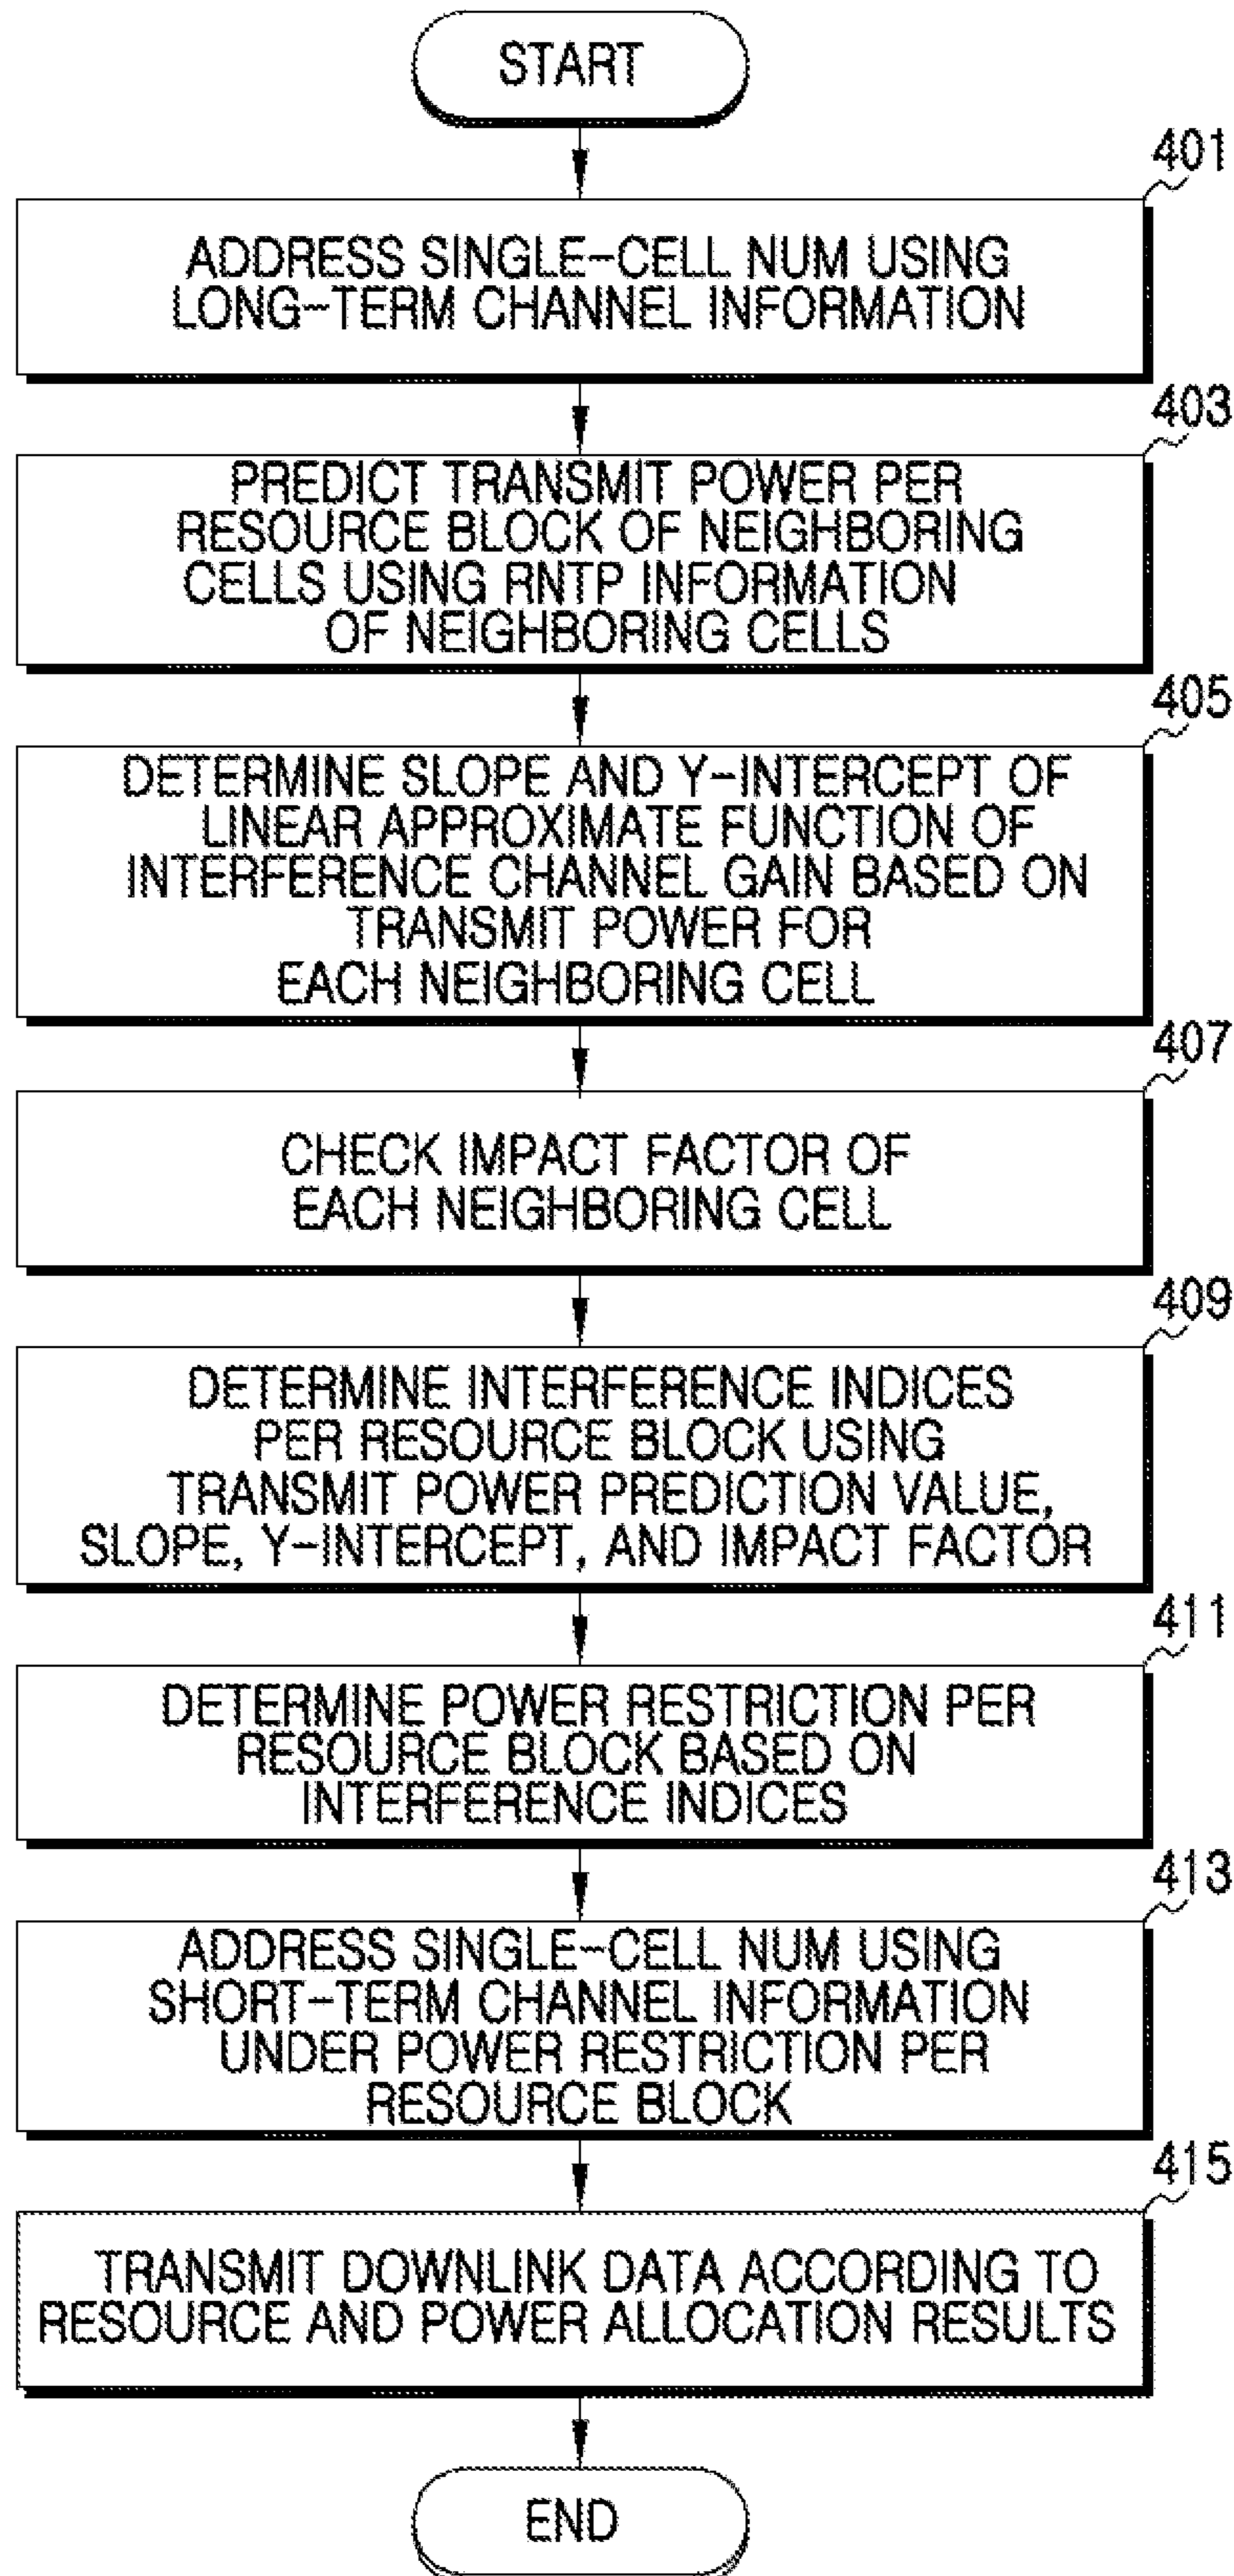 START
401
ADDRESS SINGLE-CELL NUM USING
LONG-TERM CHANNEL INFORMATION
403
PREDICT TRANSMIT POWER PER
RESOURCE BLOCK OF NEIGHBORING
CELLS USING RNTP INFORMATION
OF NEIGHBORING CELLS
405
DETERMINE SLOPE AND Y-INTERCEPT OF
LINEAR APPROXIMATE FUNCTION OF
INTERFERENCE CHANNEL GAIN BASED ON
TRANSMIT POWER FOR
EACH NEIGHBORING CELL
407
CHECK IMPACT FACTOR OF
EACH NEIGHBORING CELL
409
DETERMINE INTERFERENCE INDICES
PER RESOURCE BLOCK USING
TRANSMIT POWER PREDICTION VALUE,
SLOPE, Y-INTERCEPT, AND IMPACT FACTOR
411
DETERMINE POWER RESTRICTION PER
RESOURCE BLOCK BASED ON
INTERFERENCE INDICES
413
ADDRESS SINGLE-CELL NUM USING
SHORT-TERM CHANNEL INFORMATION
UNDER POWER RESTRICTION PER
RESOURCE BLOCK
415
TRANSMIT DOWNLINK DATA ACCORDING TO
RESOURCE AND POWER ALLOCATION RESULTS
END